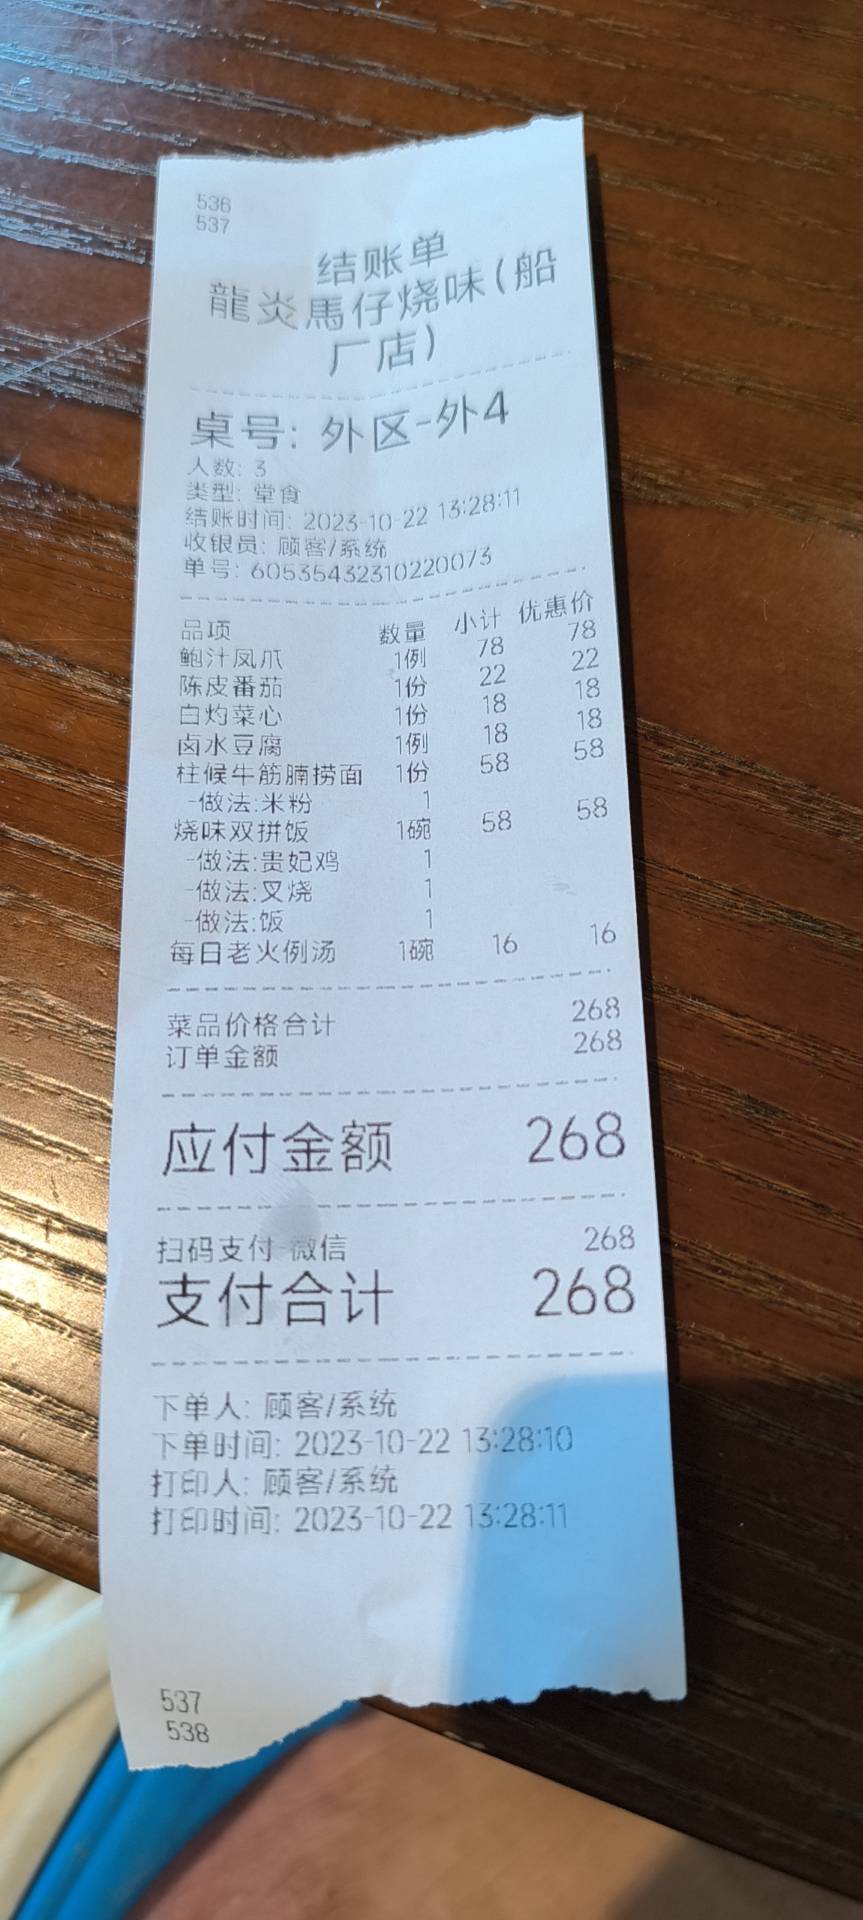 536
537
结账单
龍炎馬仔烧味(船
厂店)
桌号: 外区-外4
人数: 3
类型: 堂食
结账时间: 2023-10-22 13:28:11
收银员: 顾客/系统
单号: 605354432310220073
品项 数量 小计 优惠价
鲍汁凤爪 1例 78 78
陈皮番茄 1份 22 22
白灼菜心 1份 18 18
卤水豆腐 1例 18 18
柱候牛筋腩捞面 1份 58 58
-做法:米粉 1
烧味双拼饭 1碗 58 58
-做法:贵妃鸡 1
-做法:叉烧 1
-做法:饭 1
每日老火例汤 1碗 16 16
菜品价格合计 268
订单金额 268
应付金额 268
扫码支付-微信 268
支付合计 268
下单人: 顾客/系统
下单时间: 2023-10-22 13:28:10
打印人: 顾客/系统
打印时间: 2023-10-22 13:28:11
537
538